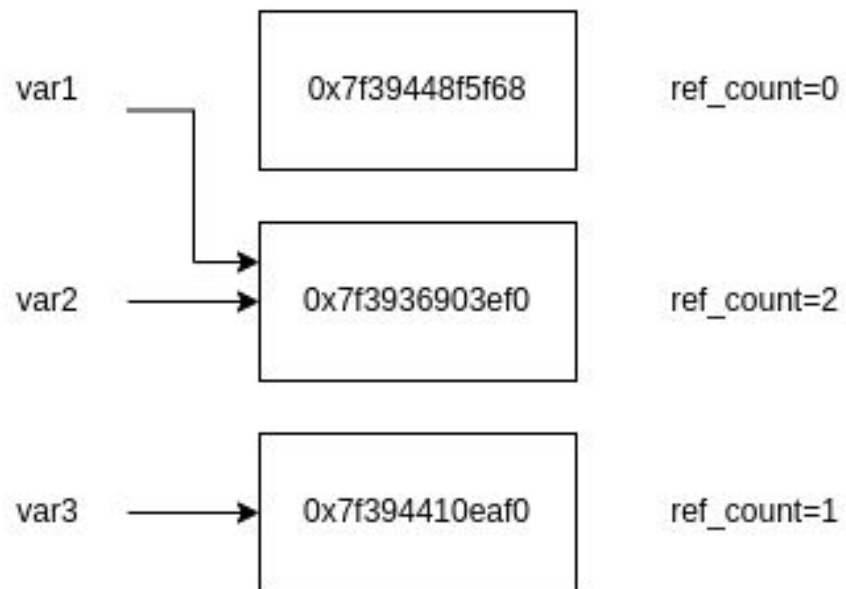 var1 0x7f39448f5f68 ref_count=0
var2 0x7f3936903ef0 ref_count=2
var3 0x7f394410eaf0 ref_count=1